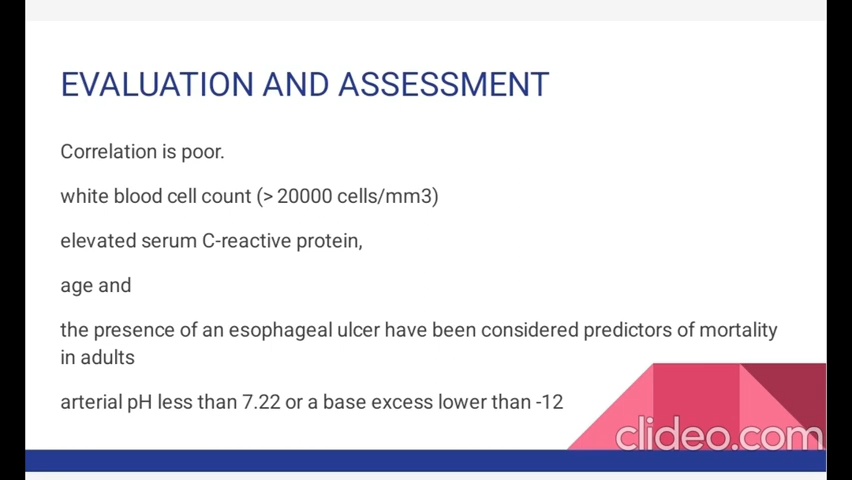 EVALUATION AND ASSESSMENT
Correlation is poor.
white blood cell count (> 20000 cells/mm3)
elevated serum C-reactive protein,
age and
the presence of an esophageal ulcer have been considered predictors of mortality
in adults
arterial pH less than 7.22 or a base excess lower than -12
clideo.com